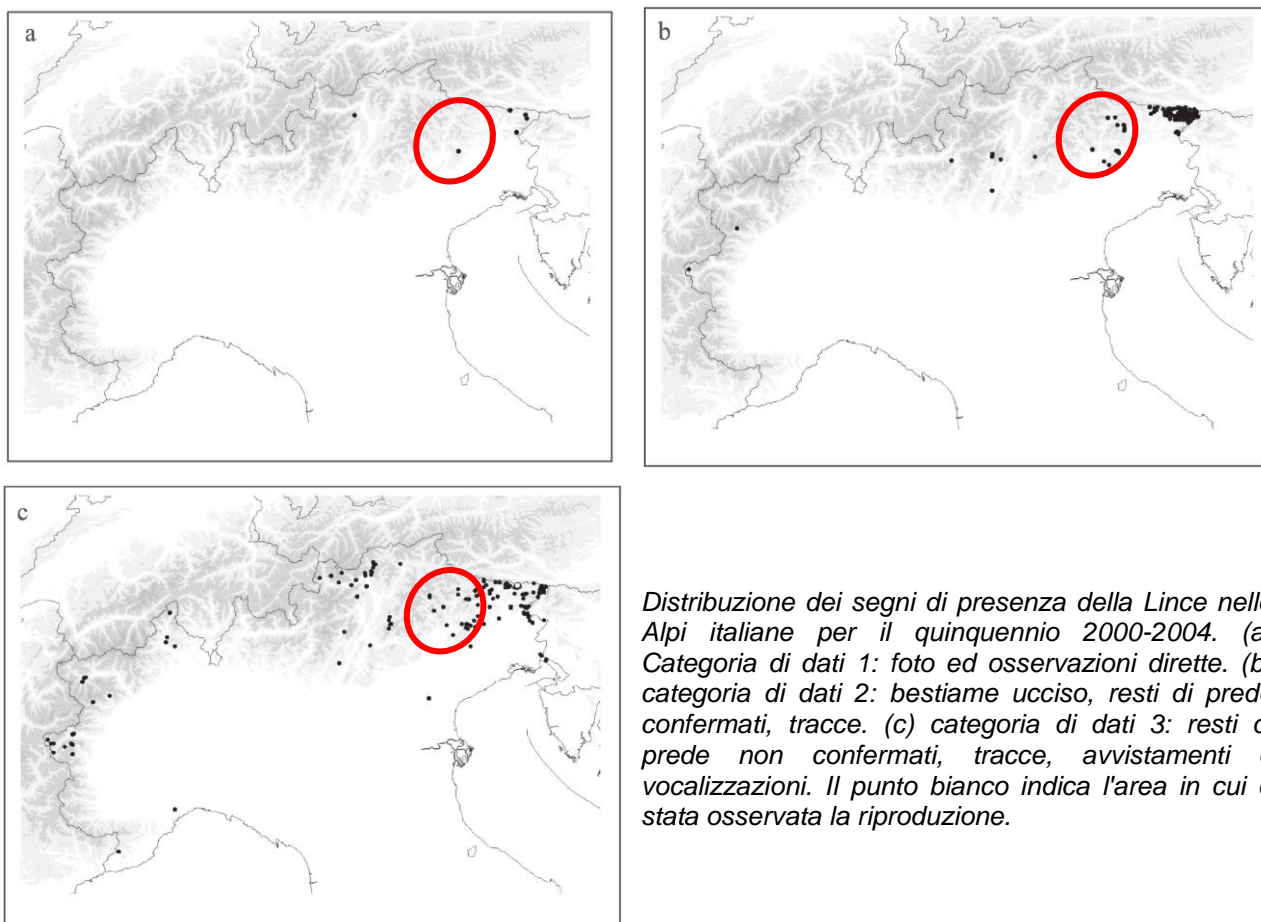 a
b
c
Distribuzione dei segni di presenza della Lince nelle
Alpi italiane per il quinquennio 2000-2004. (a
Categoria di dati 1: foto ed osservazioni dirette. (b
categoria di dati 2: bestiame ucciso, resti di prede
confermati, tracce. (c) categoria di dati 3: resti
prede non confermati, tracce, avvistamenti
vocalizzazioni. Il punto bianco indica l'area in cui
stata osservata la riproduzione.